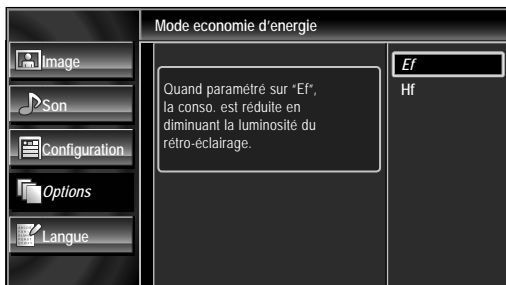 Mode economie d'energie
Image
Son
Configuration
Options
Langue
Quand paramétré sur "Ef",
la conso. est réduite en
diminuant la luminosité du
rétro-éclairage.
Ef
Hf